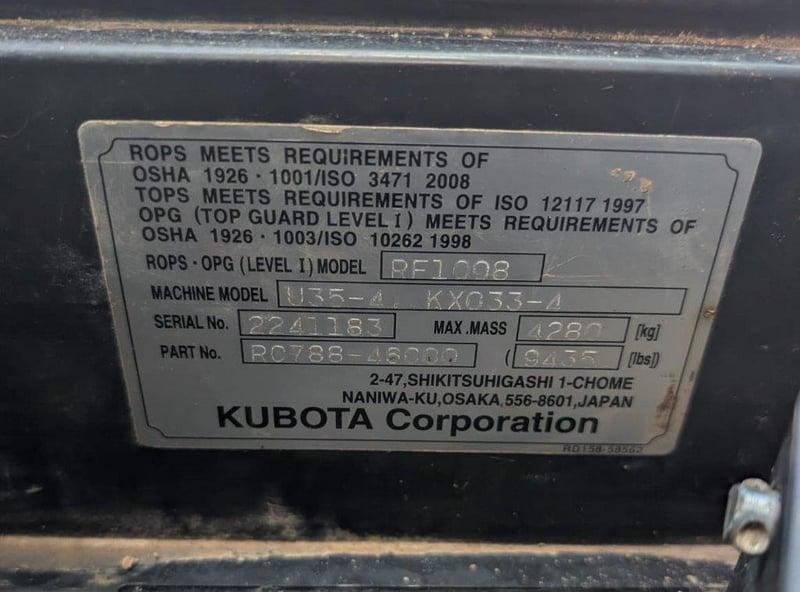 ROPS MEETS REQUIREMENTS OF
OSHA 1926 · 1001/ISO 3471 2008
TOPS MEETS REQUIREMENTS OF ISO 12117 1997
OPG (TOP GUARD LEVEL I) MEETS REQUIREMENTS OF
OSHA 1926 · 1003/ISO 10262 1998
ROPS · OPG (LEVEL I) MODEL RF1008
MACHINE MODEL U35-4, KX033-4
SERIAL No. 2241183 MAX.MASS 4280 [kg]
PART No. RC788-46000 (9435 [lbs])
2-47,SHIKITSUHIGASHI 1-CHOME
NANIWA-KU,OSAKA,556-8601,JAPAN
KUBOTA Corporation
RD158-58562